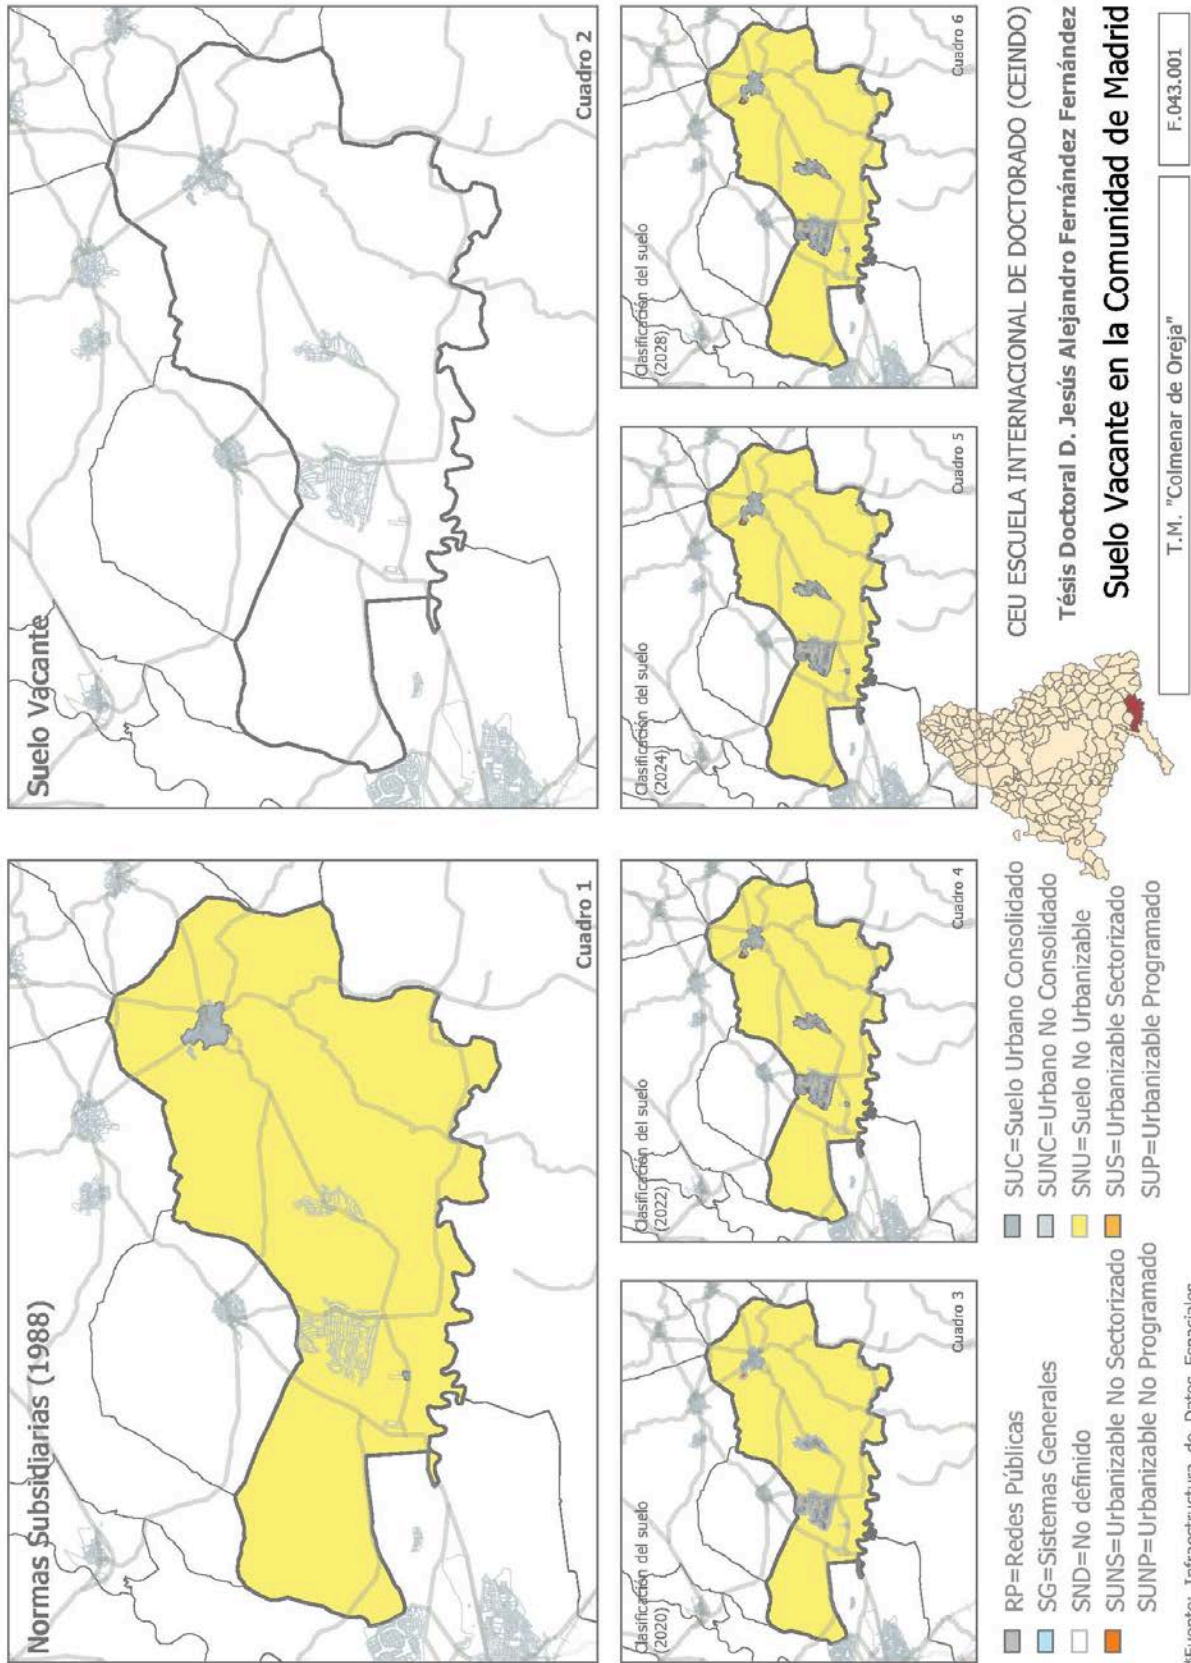 Normas Subsidiarias (1988)
Cuadro 1
Suelo Vacante
Cuadro 2
Clasificación del suelo
(2020)
Cuadro 3
Clasificación del suelo
(2022)
Cuadro 4
Clasificación del suelo
(2024)
Cuadro 5
Clasificación del suelo
(2028)
Cuadro 6
RP=Redes Públicas
SG=Sistemas Generales
SND=No definido
SUNS=Urbanizable No Sectorizado
SUNP=Urbanizable No Programado
SUC=Suelo Urbano Consolidado
SUNC=Urbano No Consolidado
SNU=Suelo No Urbanizable
SUS=Urbanizable Sectorizado
SUP=Urbanizable Programado
CEU ESCUELA INTERNACIONAL DE DOCTORADO (CEINDO)
Tésis Doctoral D. Jesús Alejandro Fernández Fernández
Suelo Vacante en la Comunidad de Madrid
T.M. "Colmenar de Oreja"
F.043.001
*Fuente: Infraestructura de Datos Espaciales